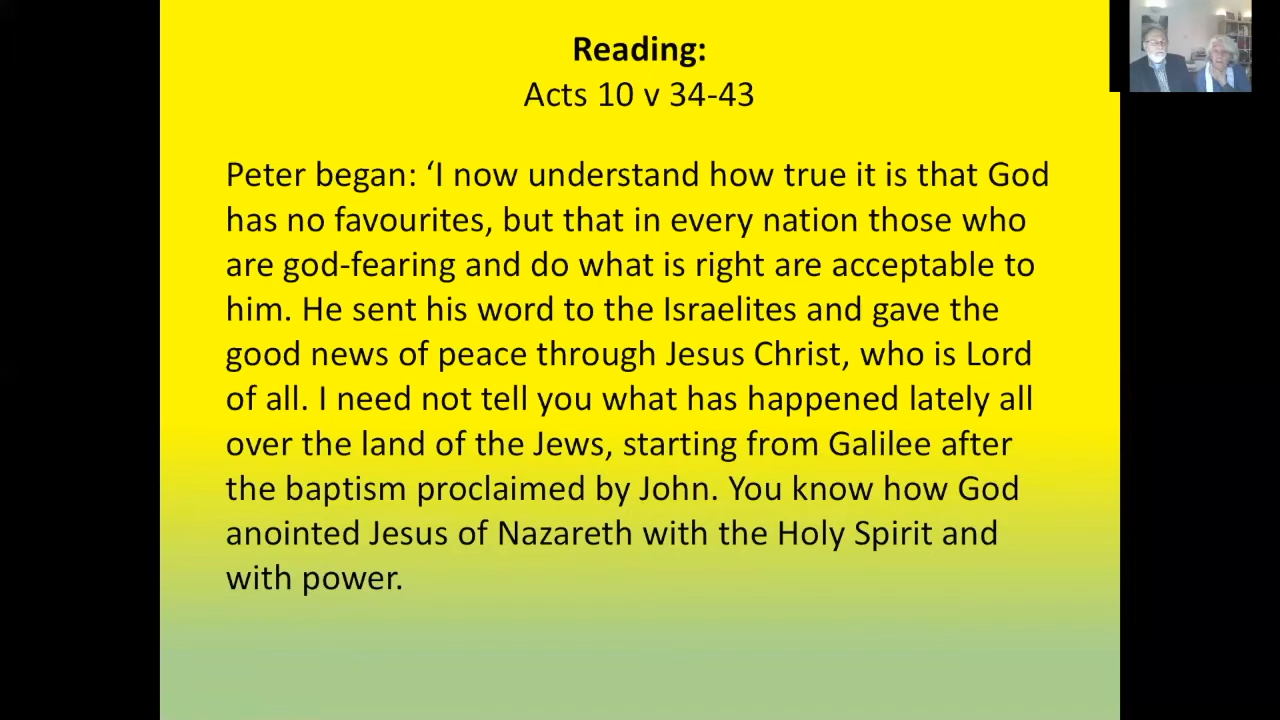 Reading:
Acts 10 v 34-43
Peter began: ‘I now understand how true it is that God
has no favourites, but that in every nation those who
are god-fearing and do what is right are acceptable to
him. He sent his word to the Israelites and gave the
good news of peace through Jesus Christ, who is Lord
of all. I need not tell you what has happened lately all
over the land of the Jews, starting from Galilee after
the baptism proclaimed by John. You know how God
anointed Jesus of Nazareth with the Holy Spirit and
with power.